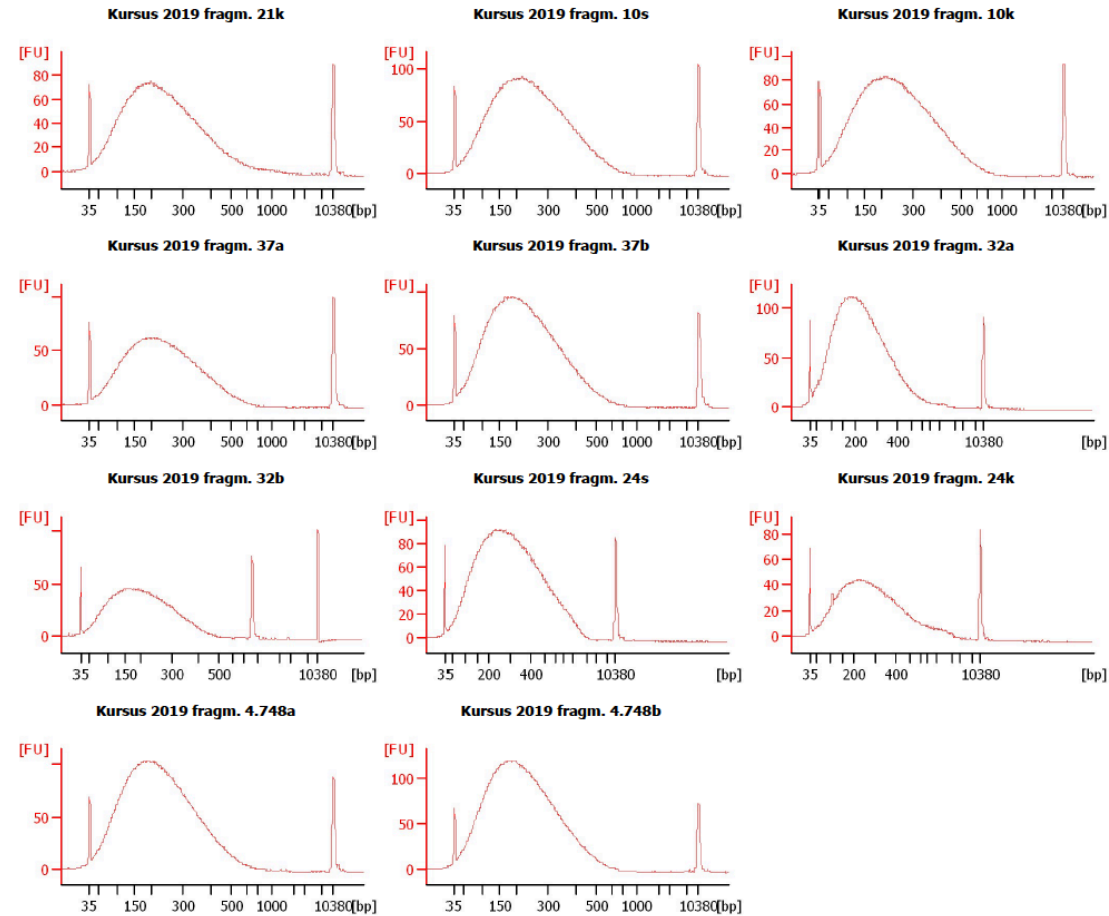 Kursus 2019 fragm. 21k
[FU]
80
60
40
20
0
35 150 300 500 1000 10380 [bp]
Kursus 2019 fragm. 10s
[FU]
100
50
0
35 150 300 500 1000 10380 [bp]
Kursus 2019 fragm. 10k
[FU]
80
60
40
20
0
35 150 300 500 1000 10380 [bp]
Kursus 2019 fragm. 37a
[FU]
50
0
35 150 300 500 1000 10380 [bp]
Kursus 2019 fragm. 37b
[FU]
50
0
35 150 300 500 1000 10380 [bp]
Kursus 2019 fragm. 32a
[FU]
100
50
0
35 200 400 10380 [bp]
Kursus 2019 fragm. 32b
[FU]
50
0
35 150 300 500 10380 [bp]
Kursus 2019 fragm. 24s
[FU]
80
60
40
20
0
35 200 400 10380 [bp]
Kursus 2019 fragm. 24k
[FU]
80
60
40
20
0
35 200 400 10380 [bp]
Kursus 2019 fragm. 4.748a
[FU]
50
0
35 150 300 500 1000 10380 [bp]
Kursus 2019 fragm. 4.748b
[FU]
100
50
0
35 150 300 500 1000 10380 [bp]